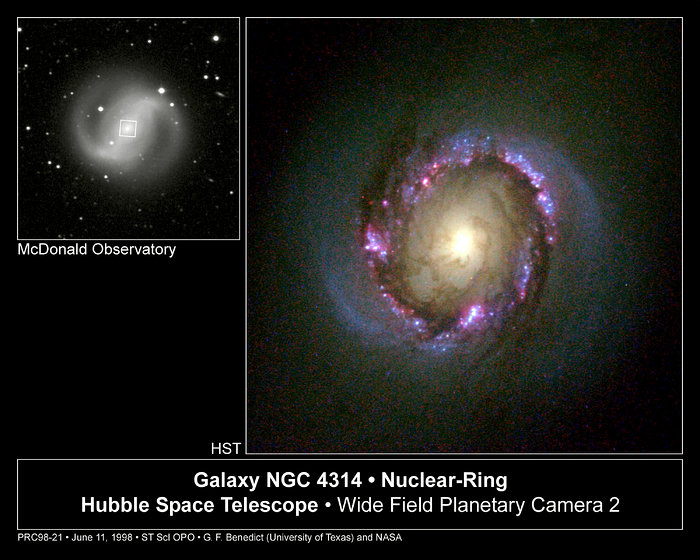 McDonald Observatory
HST
Galaxy NGC 4314 • Nuclear-Ring
Hubble Space Telescope • Wide Field Planetary Camera 2
PRC98-21 • June 11, 1998 • ST ScI OPO • G. F. Benedict (University of Texas) and NASA